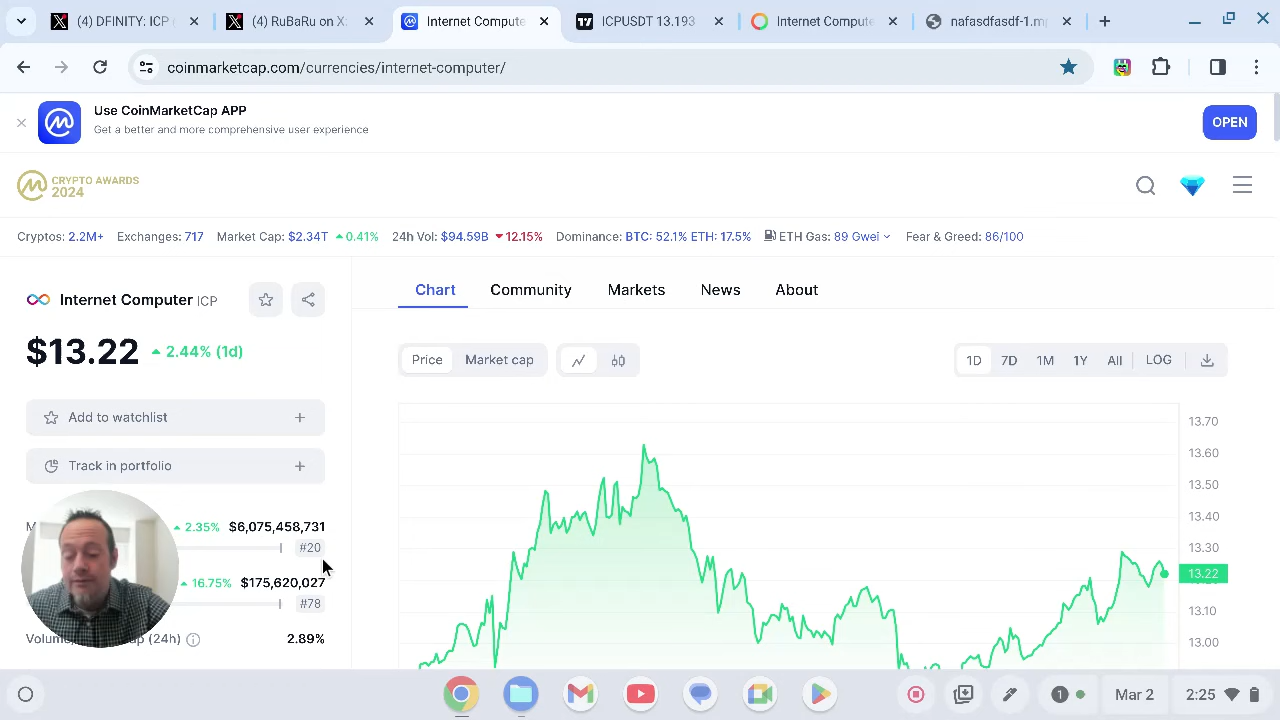 (4) DFINITY: ICP
(4) RuBaRu on X:
Internet Compute
ICPUSDT 13.193
Internet Compute
nafasdfasdf-1.mp
coinmarketcap.com/currencies/internet-computer/
Use CoinMarketCap APP
Get a better and more comprehensive user experience
OPEN
CRYPTO AWARDS
2024
Cryptos: 2.2M+ Exchanges: 717 Market Cap: $2.34T 0.41% 24h Vol: $94.59B 12.15% Dominance: BTC: 52.1% ETH: 17.5% ETH Gas: 89 Gwei Fear & Greed: 86/100
Internet Computer ICP
$13.22 2.44% (1d)
Add to watchlist +
Track in portfolio +
2.35% $6,075,458,731
#20
16.75% $175,620,027
#78
(24h) 2.89%
Chart Community Markets News About
Price Market cap
1D 7D 1M 1Y All LOG
13.70
13.60
13.50
13.40
13.30
13.22
13.10
13.00
1 Mar 2 2:25